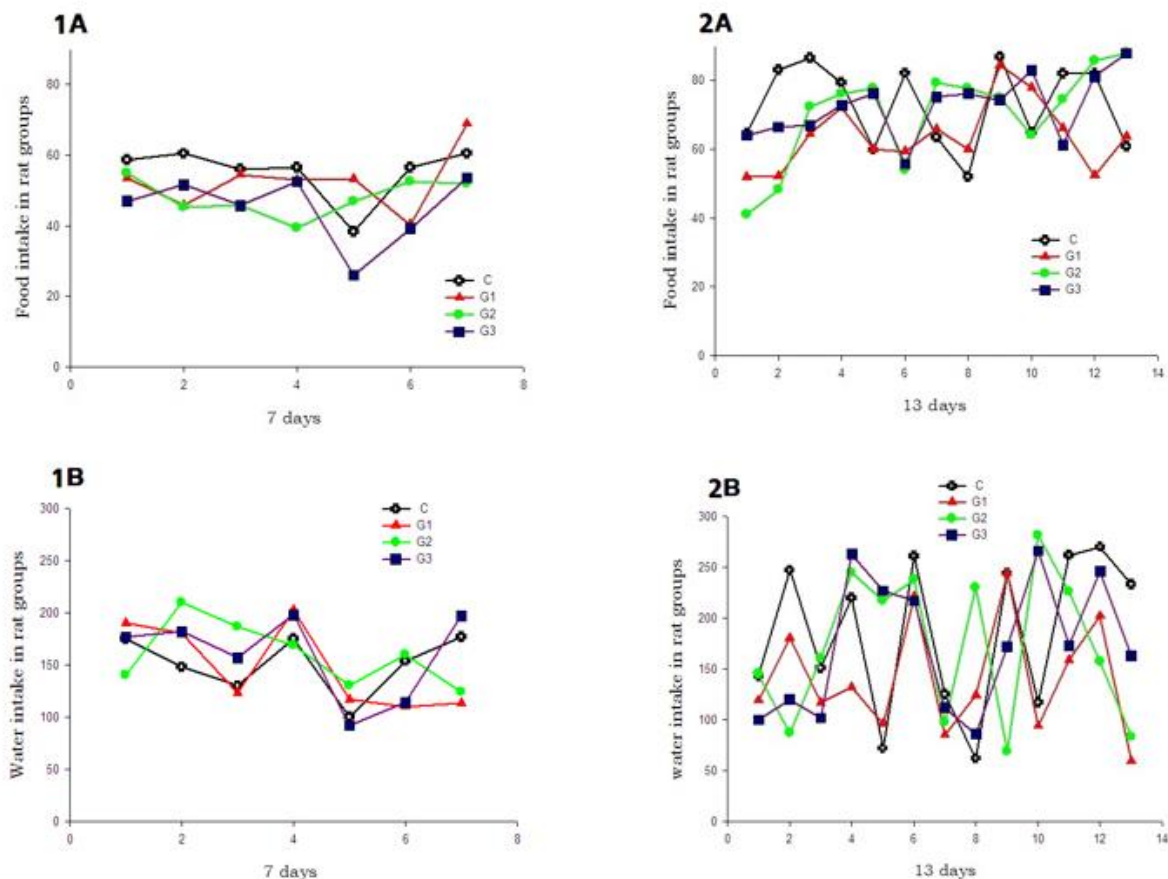 1A
Food intake in rat groups
80
60
40
20
0
0 2 4 6 8
7 days
C
G1
G2
G3
2A
Food intake in rat groups
80
60
40
20
0
0 2 4 6 8 10 12 14
13 days
C
G1
G2
G3
1B
Water intake in rat groups
300
250
200
150
100
50
0
0 2 4 6 8
7 days
C
G1
G2
G3
2B
water intake in rat groups
300
250
200
150
100
50
0
0 2 4 6 8 10 12 14
13 days
C
G1
G2
G3